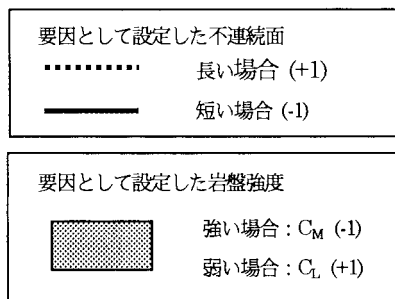 要因として設定した不連続面
長い場合 (+1)
短い場合 (-1)
要因として設定した岩盤強度
強い場合：C_M (-1)
弱い場合：C_L (+1)